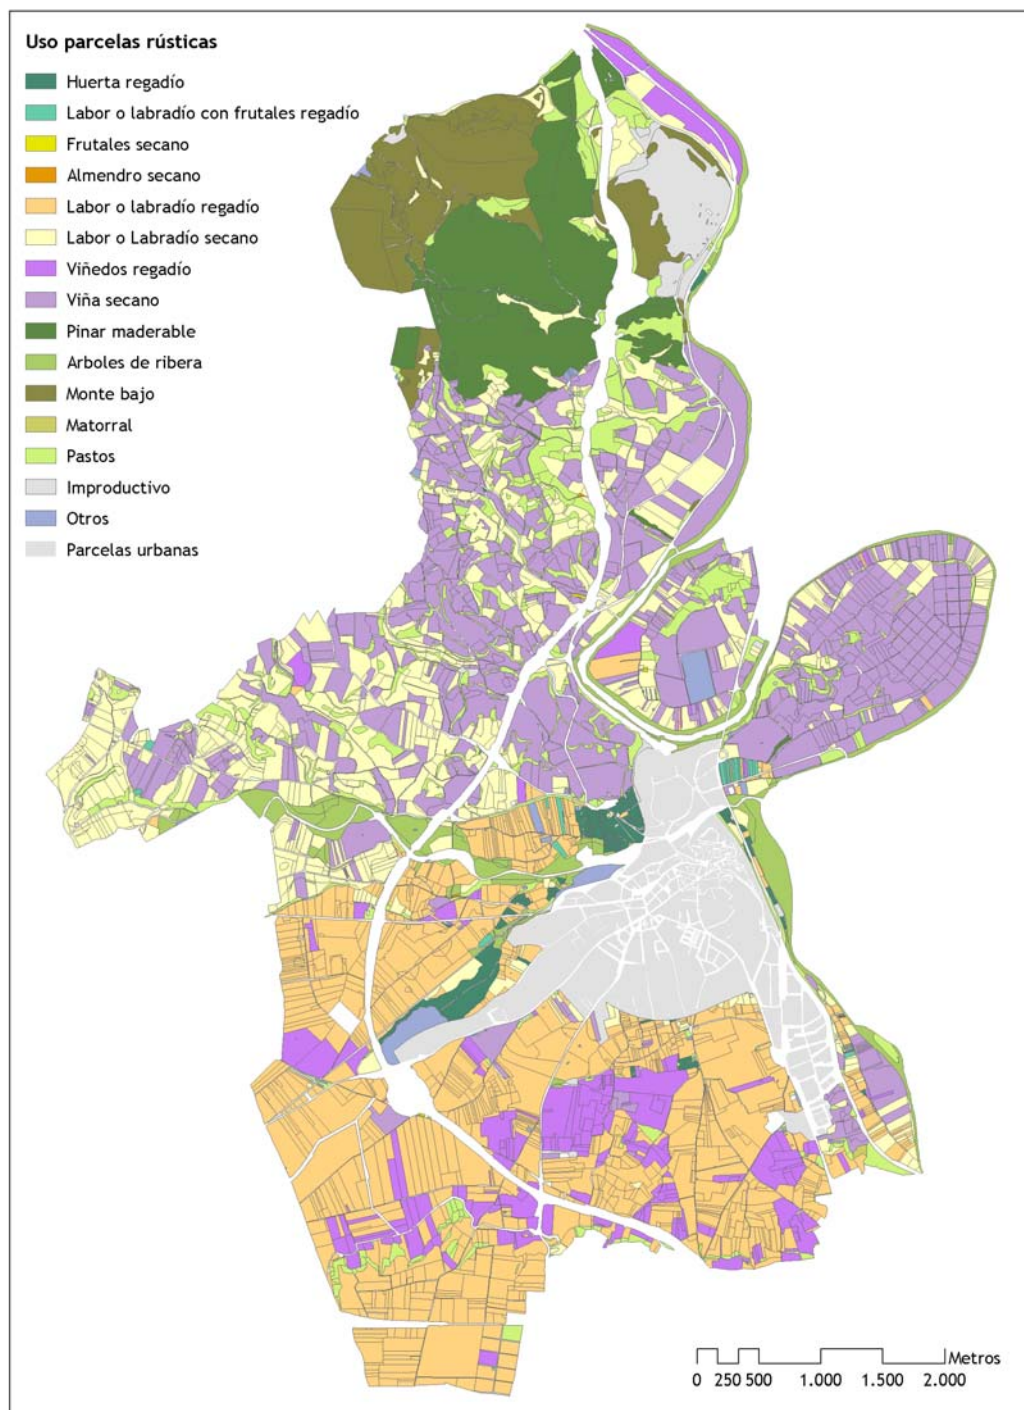 Uso parcelas rústicas
Huerta regadío
Labor o labradío con frutales regadío
Frutales secano
Almendro secano
Labor o labradío regadío
Labor o Labradío secano
Viñedos regadío
Viña secano
Pinar maderable
Arboles de ribera
Monte bajo
Matorral
Pastos
Improductivo
Otros
Parcelas urbanas
Metros
0 250 500 1.000 1.500 2.000